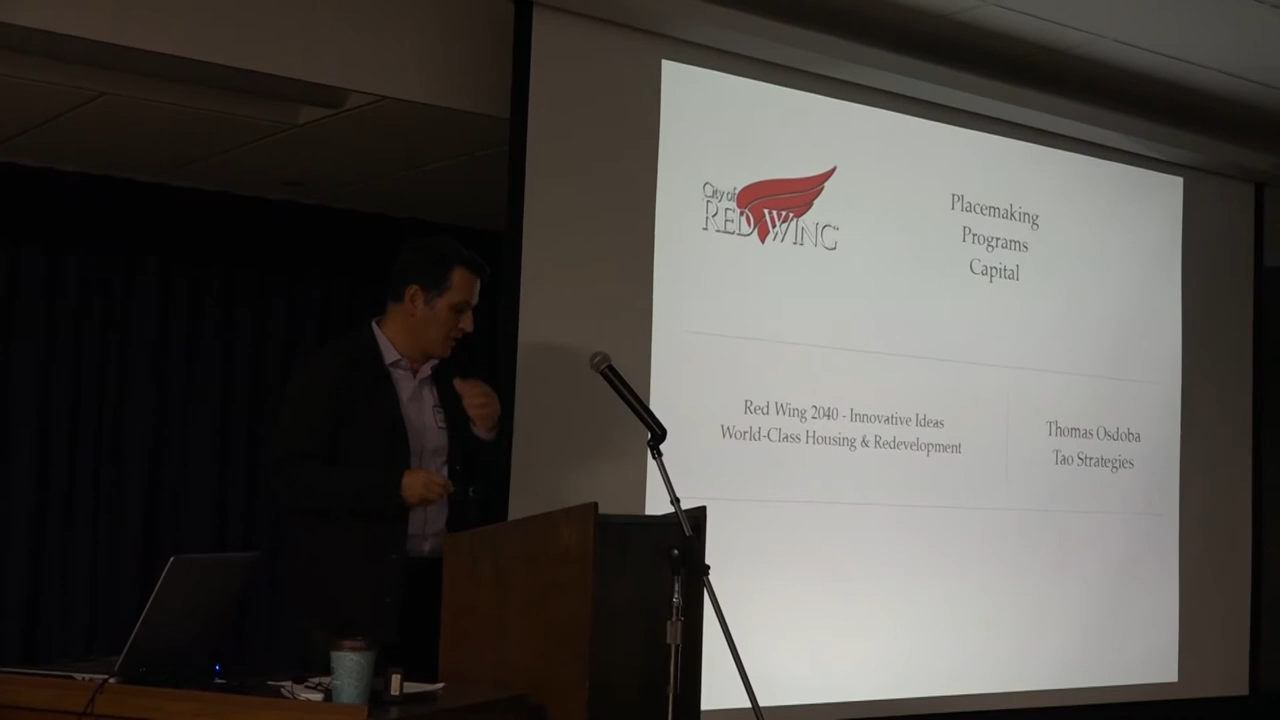 City of
RED WING
Placemaking
Programs
Capital
Red Wing 2040 - Innovative Ideas
World-Class Housing & Redevelopment
Thomas Osdoba
Tao Strategies